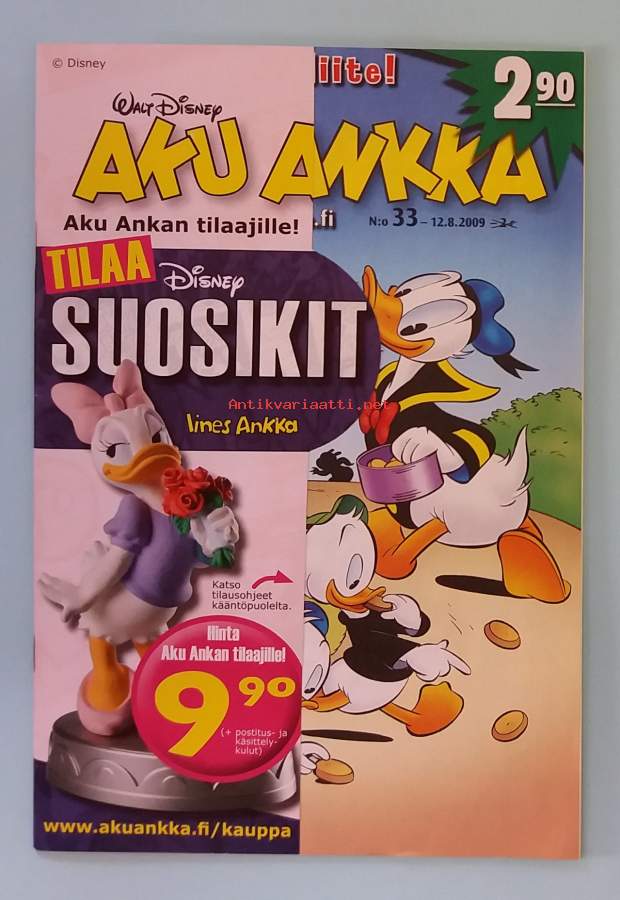 © Disney
iite!
2 90
WALT DISNEY
AKU ANKKA
Aku Ankan tilaajille!
.fi
N:o 33 – 12.8.2009
TILAA
DISNEY
SUOSIKIT
Antikvariaatti.net
Iines Ankka
Katso
tilausohjeet
kääntöpuolelta.
Hinta
Aku Ankan tilaajille!
9 90
(+ postitus- ja
käsittely-
kulut)
www.akuankka.fi/kauppa